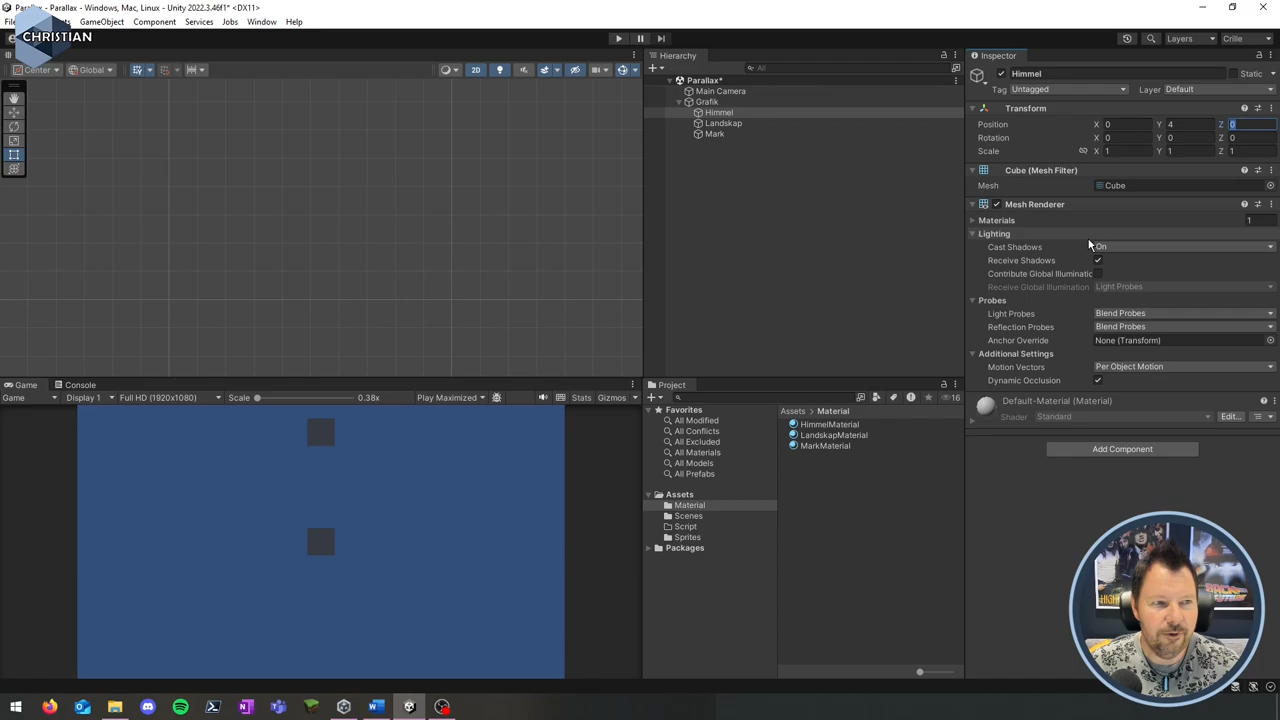 Parallax - Parallax - Windows, Mac, Linux - Unity 2022.3.46f1* <DX11>
GameObject Component Services Jobs Window Help
CHRISTIAN
Layers Crille
Center Global 2D
Hierarchy
All
Parallax*
Main Camera
Grafik
Himmel
Landskap
Mark
Inspector
Himmel Static
Tag Untagged Layer Default
Transform
Position X 0 Y 4 Z 0
Rotation X 0 Y 0 Z 0
Scale X 1 Y 1 Z 1
Cube (Mesh Filter)
Mesh Cube
Mesh Renderer
Materials 1
Lighting
Cast Shadows On
Receive Shadows
Contribute Global Illuminatic
Receive Global Illumination Light Probes
Probes
Light Probes Blend Probes
Reflection Probes Blend Probes
Anchor Override None (Transform)
Additional Settings
Motion Vectors Per Object Motion
Dynamic Occlusion
Default-Material (Material)
Shader Standard Edit...
Add Component
Game Console
Game Display 1 Full HD (1920x1080) Scale 0.38x Play Maximized Stats Gizmos
Project
16
Favorites
All Modified
All Conflicts
All Excluded
All Materials
All Models
All Prefabs
Assets
Material
Scenes
Script
Sprites
Packages
Assets > Material
HimmelMaterial
LandskapMaterial
MarkMaterial